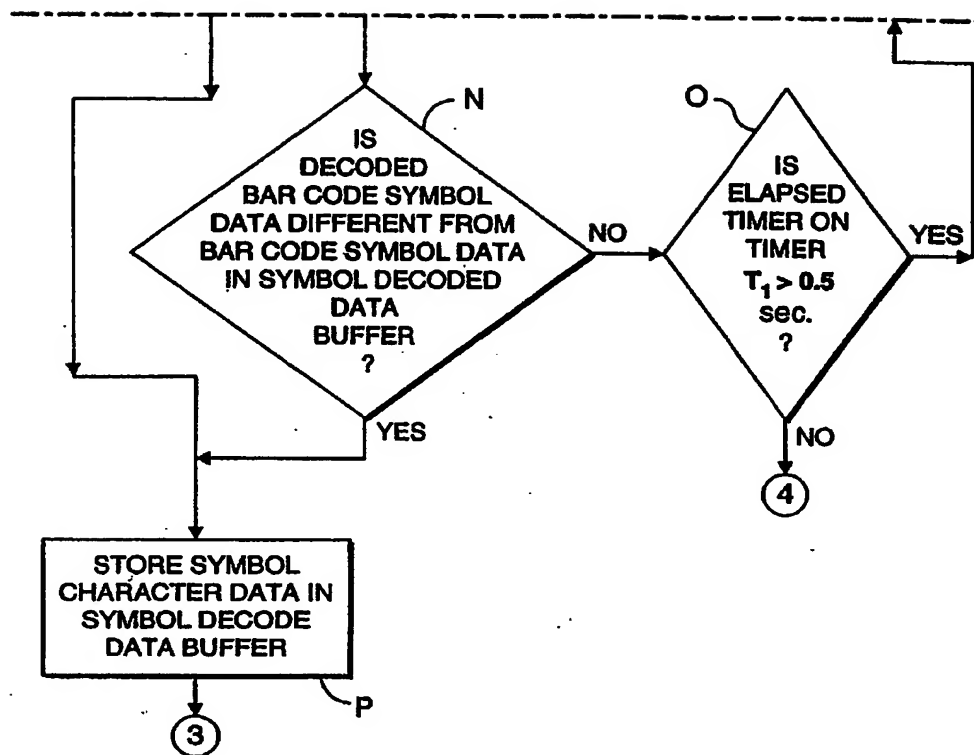 N
IS
DECODED
BAR CODE SYMBOL
DATA DIFFERENT FROM
BAR CODE SYMBOL DATA
IN SYMBOL DECODED
DATA
BUFFER
?
NO
YES
O
IS
ELAPSED
TIMER ON
TIMER
T₁ > 0.5
sec.
?
YES
NO
4
STORE SYMBOL
CHARACTER DATA IN
SYMBOL DECODE
DATA BUFFER
P
3